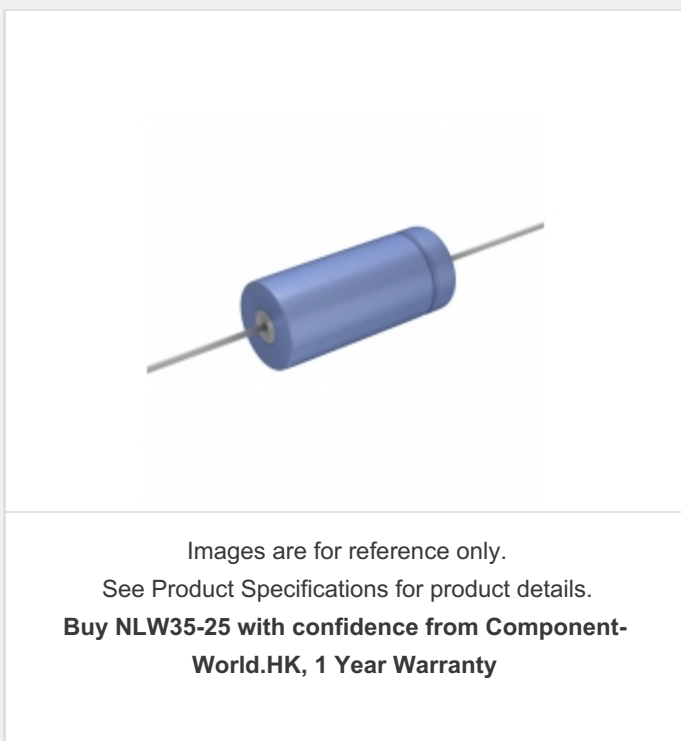 Images are for reference only.
See Product Specifications for product details.
Buy NLW35-25 with confidence from Component-
World.HK, 1 Year Warranty